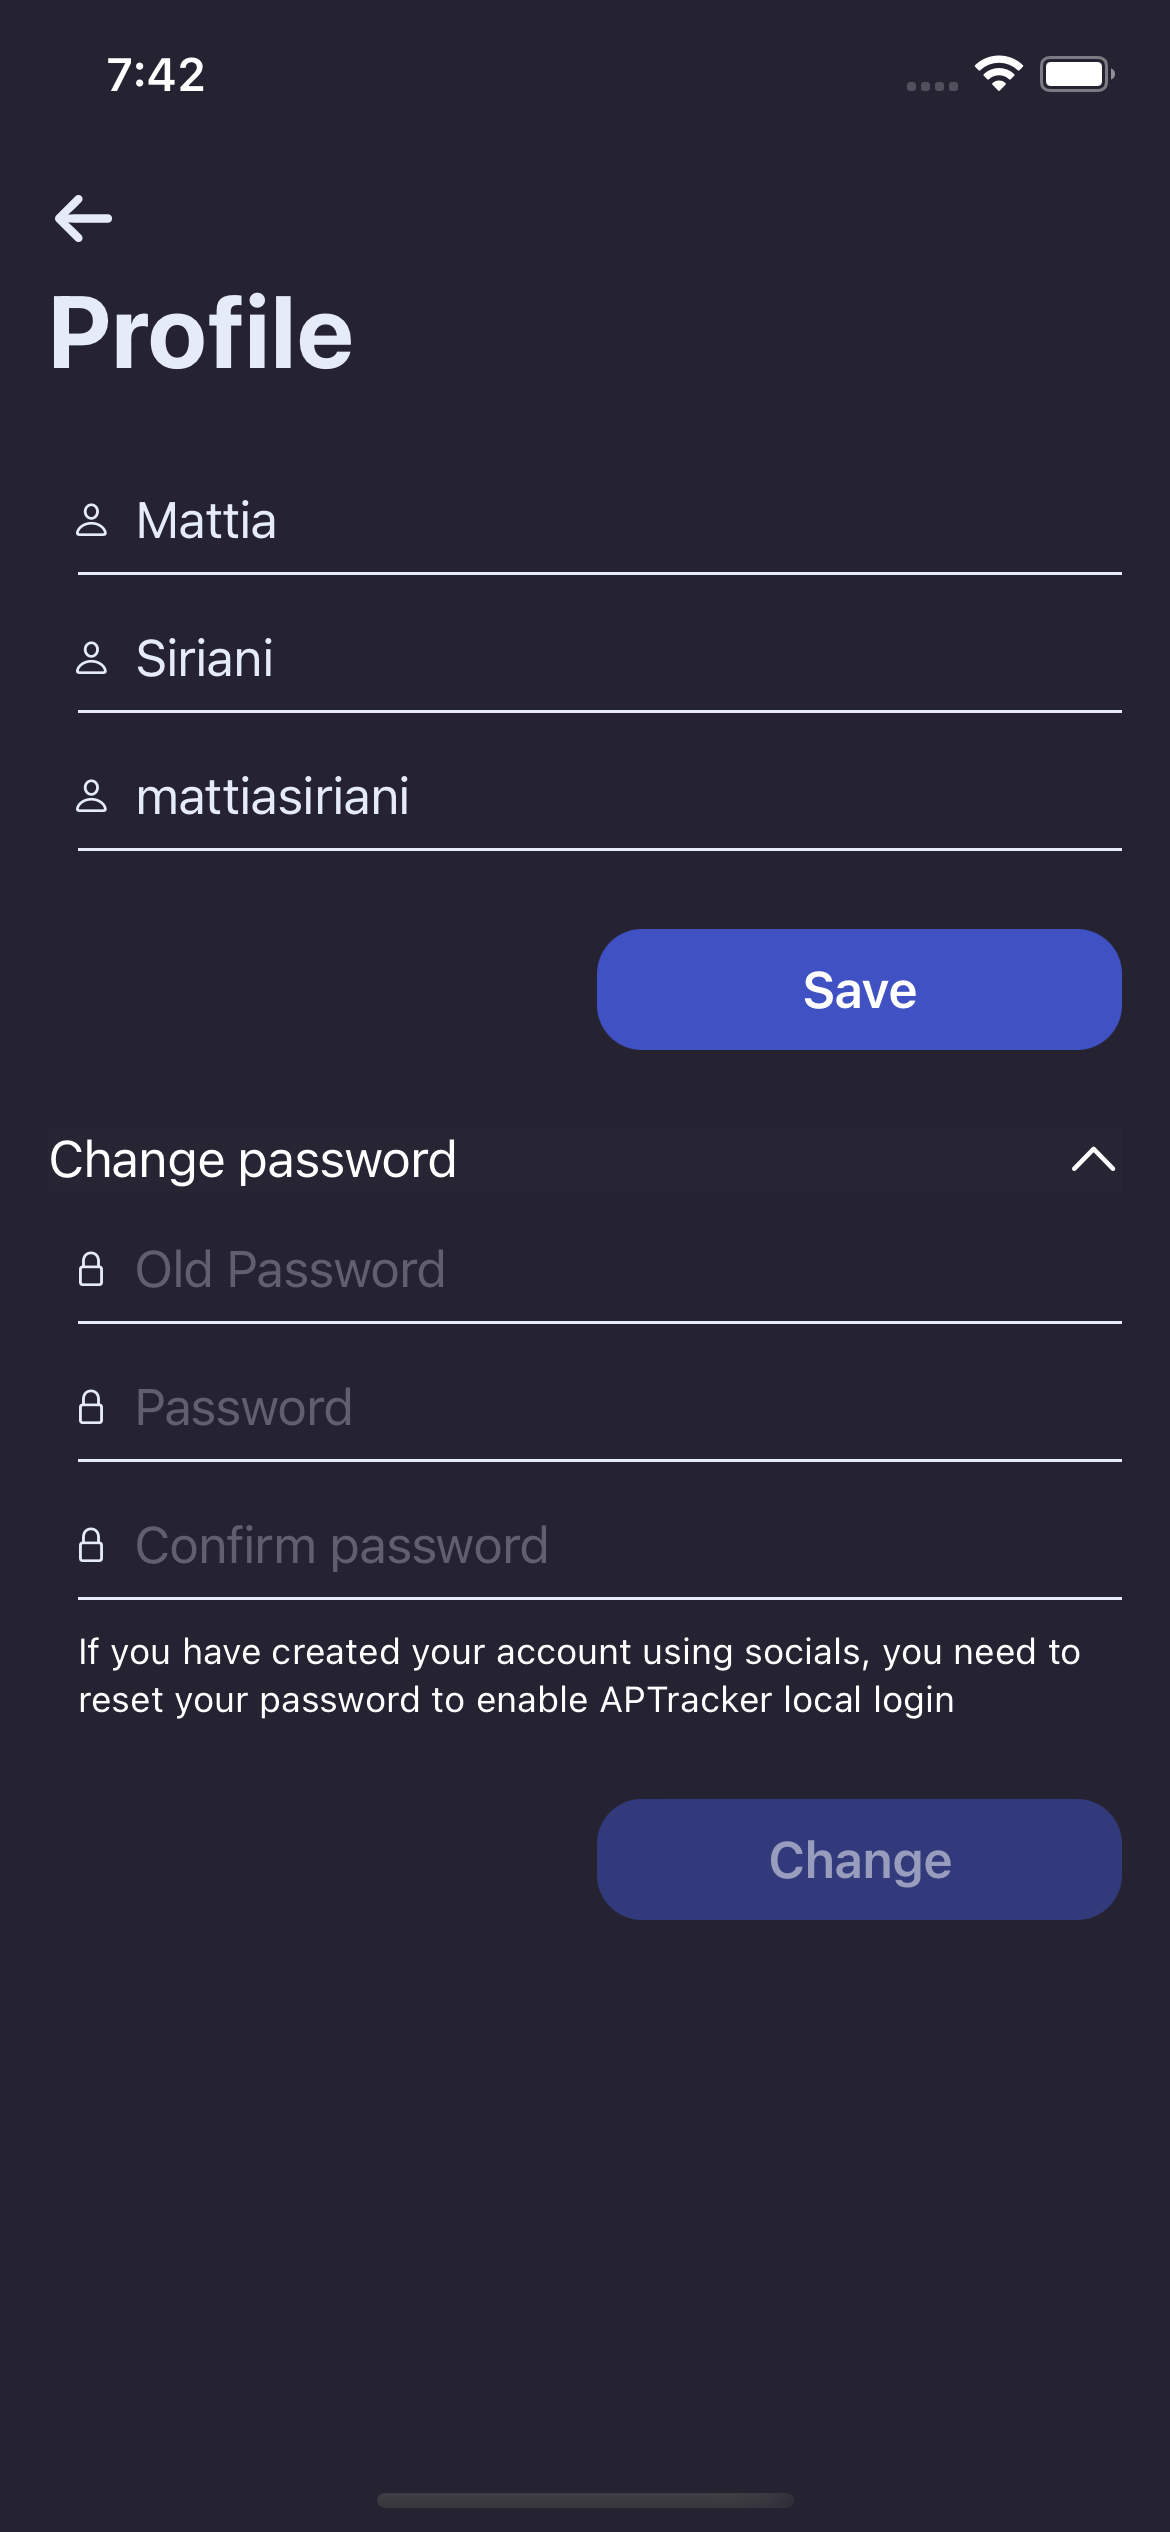 7:42
Profile
Mattia
Siriani
mattiasiriani
Save
Change password
Old Password
Password
Confirm password
If you have created your account using socials, you need to
reset your password to enable APTracker local login
Change